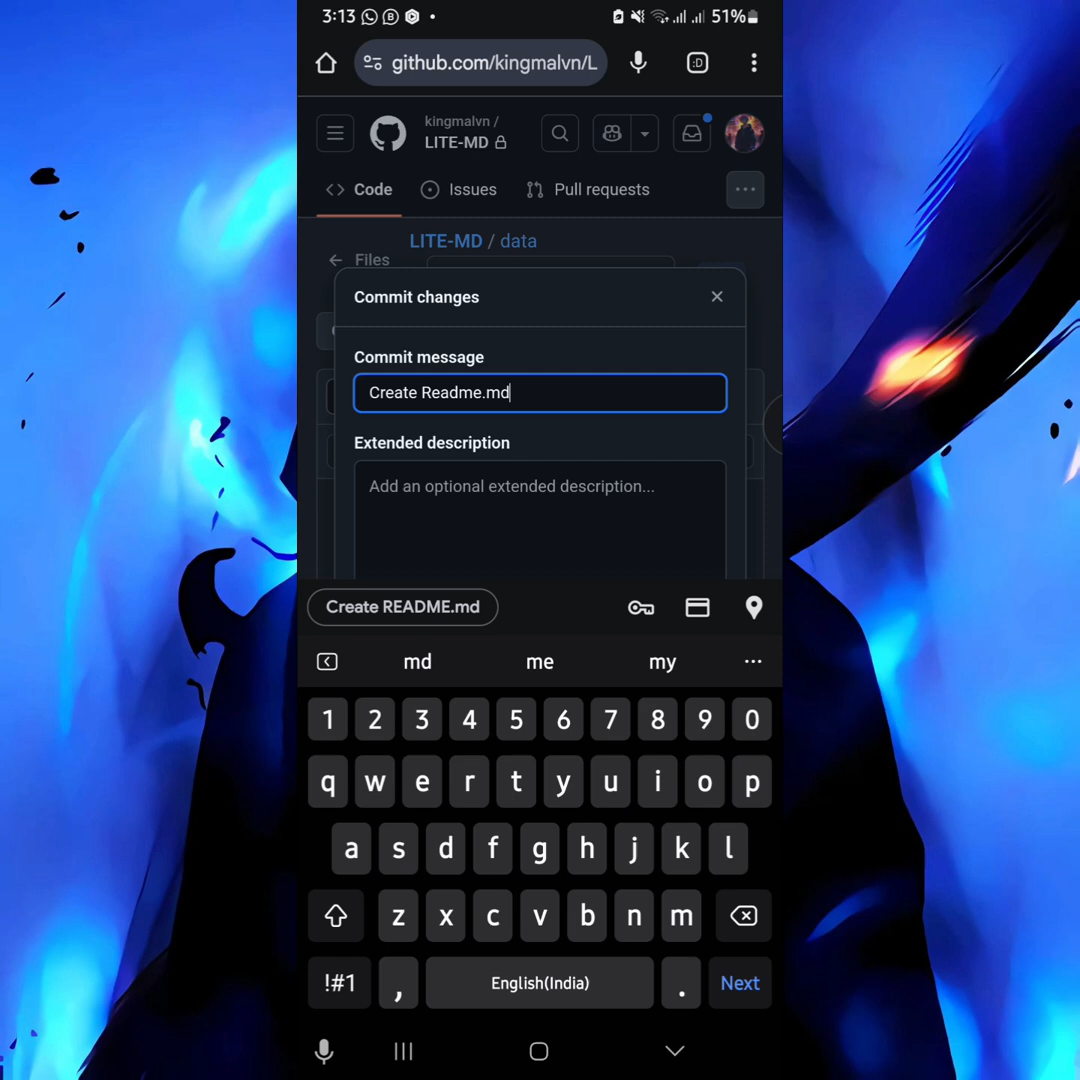 3:13 51%
github.com/kingmalvn/L :D
kingmalvn /
LITE-MD
Code Issues Pull requests
LITE-MD / data
Files
Commit changes
Commit message
Create Readme.md
Extended description
Add an optional extended description...
Create README.md
md me my
1 2 3 4 5 6 7 8 9 0
q w e r t y u i o p
a s d f g h j k l
z x c v b n m
!#1 , English(India) . Next